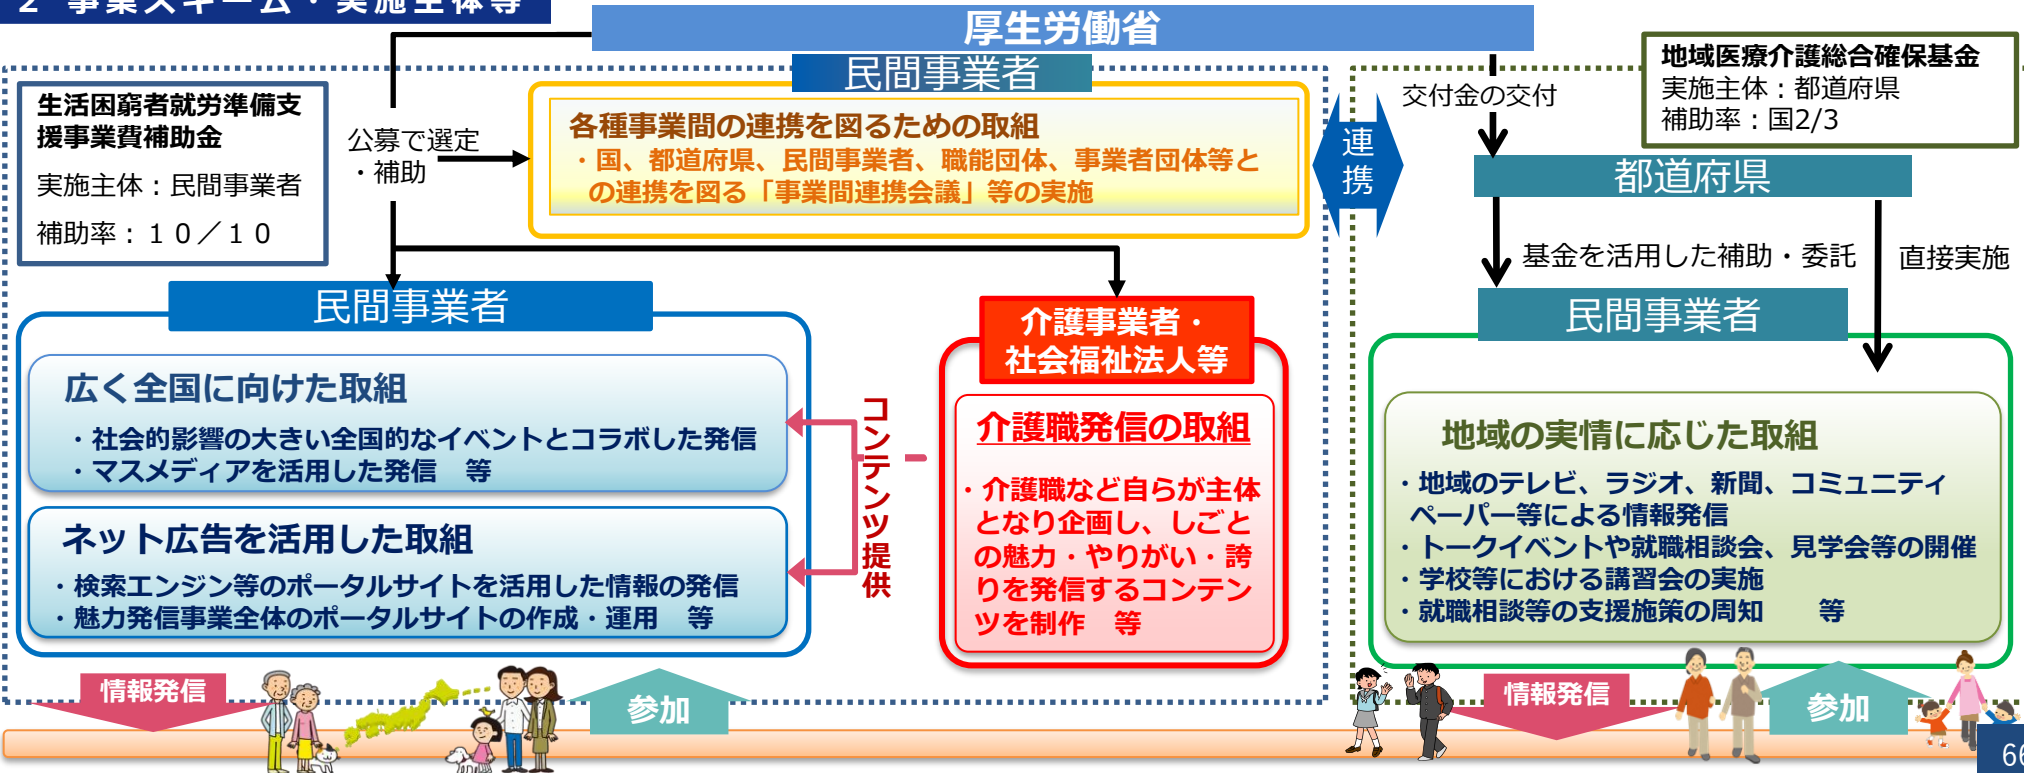 2 事業スキーム・実施主体等
厚生労働省
民間事業者
生活困窮者就労準備支
援事業費補助金
実施主体：民間事業者
補助率：１０／１０
公募で選定
・補助
各種事業間の連携を図るための取組
・国、都道府県、民間事業者、職能団体、事業者団体等と
の連携を図る「事業間連携会議」等の実施
連
携
交付金の交付
地域医療介護総合確保基金
実施主体：都道府県
補助率：国2/3
都道府県
基金を活用した補助・委託
直接実施
民間事業者
広く全国に向けた取組
・社会的影響の大きい全国的なイベントとコラボした発信
・マスメディアを活用した発信　等
ネット広告を活用した取組
・検索エンジン等のポータルサイトを活用した情報の発信
・魅力発信事業全体のポータルサイトの作成・運用　等
コンテンツ提供
介護事業者・
社会福祉法人等
介護職発信の取組
・介護職など自らが主体
となり企画し、しごと
の魅力・やりがい・誇
りを発信するコンテン
ツを制作　等
民間事業者
地域の実情に応じた取組
・地域のテレビ、ラジオ、新聞、コミュニティ
ペーパー等による情報発信
・トークイベントや就職相談会、見学会等の開催
・学校等における講習会の実施
・就職相談等の支援施策の周知　　等
情報発信
参加
情報発信
参加
66